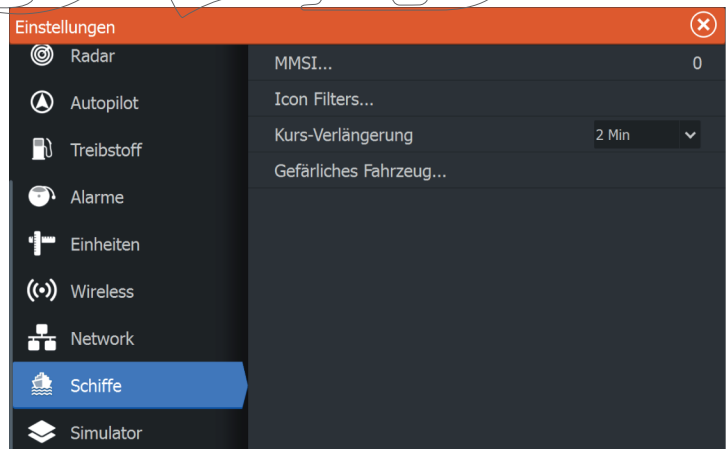 Einstellungen
Radar
Autopilot
Treibstoff
Alarme
Einheiten
Wireless
Network
Schiffe
Simulator
MMSI... 0
Icon Filters...
Kurs-Verlängerung 2 Min
Gefärliches Fahrzeug...